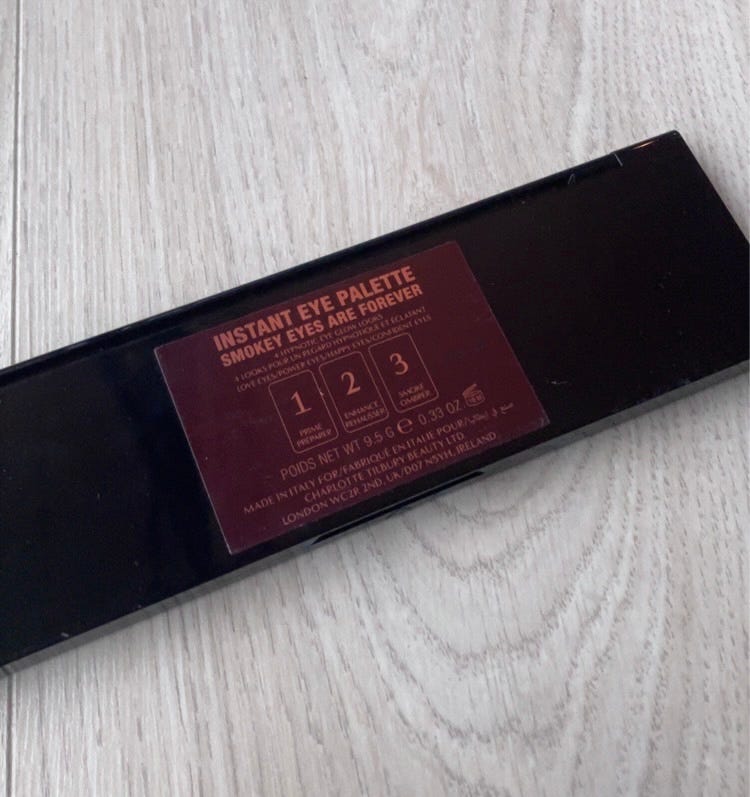 INSTANT EYE PALETTE
SMOKEY EYES ARE FOREVER
4 HYPNOTIC EYE GLOW LOOKS
4 LOOKS POUR UN REGARD HYPNOTIQUE ET ÉCLATANT
LOVE EYES/POWER EYES/HAPPY EYES/CONFIDENT EYES
1 2 3
PRIME ENHANCE SMOKE
PREPARER REHAUSSER OMBRER
POIDS NET WT 9.5 G e 0.33 OZ
MADE IN ITALY FOR/FABRIQUÉ EN ITALIE POUR/
CHARLOTTE TILBURY BEAUTY LTD
LONDON WC2R 2ND, UK/D07 N5YH, IRELAND